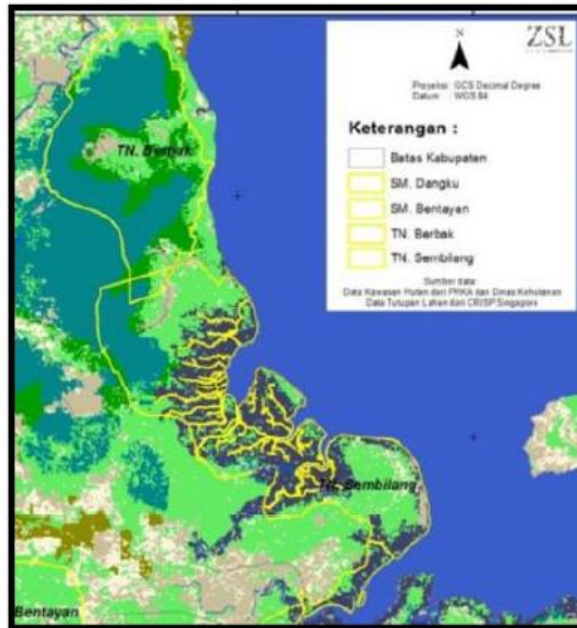 N
ZSL
Proyeksi : GCS Decimal Degree
Datum : WGS 84
Keterangan :
Batas Kabupaten
SM. Dangku
SM. Bentayan
TN. Berbak
TN. Sembilang
Sumber data:
Data Kawasan Hutan dari PHKA dan Dinas Kehutanan
Data Tutupan Lahan dari CRISP Singapore
TN. Berbak
TN. Sembilang
Bentayan